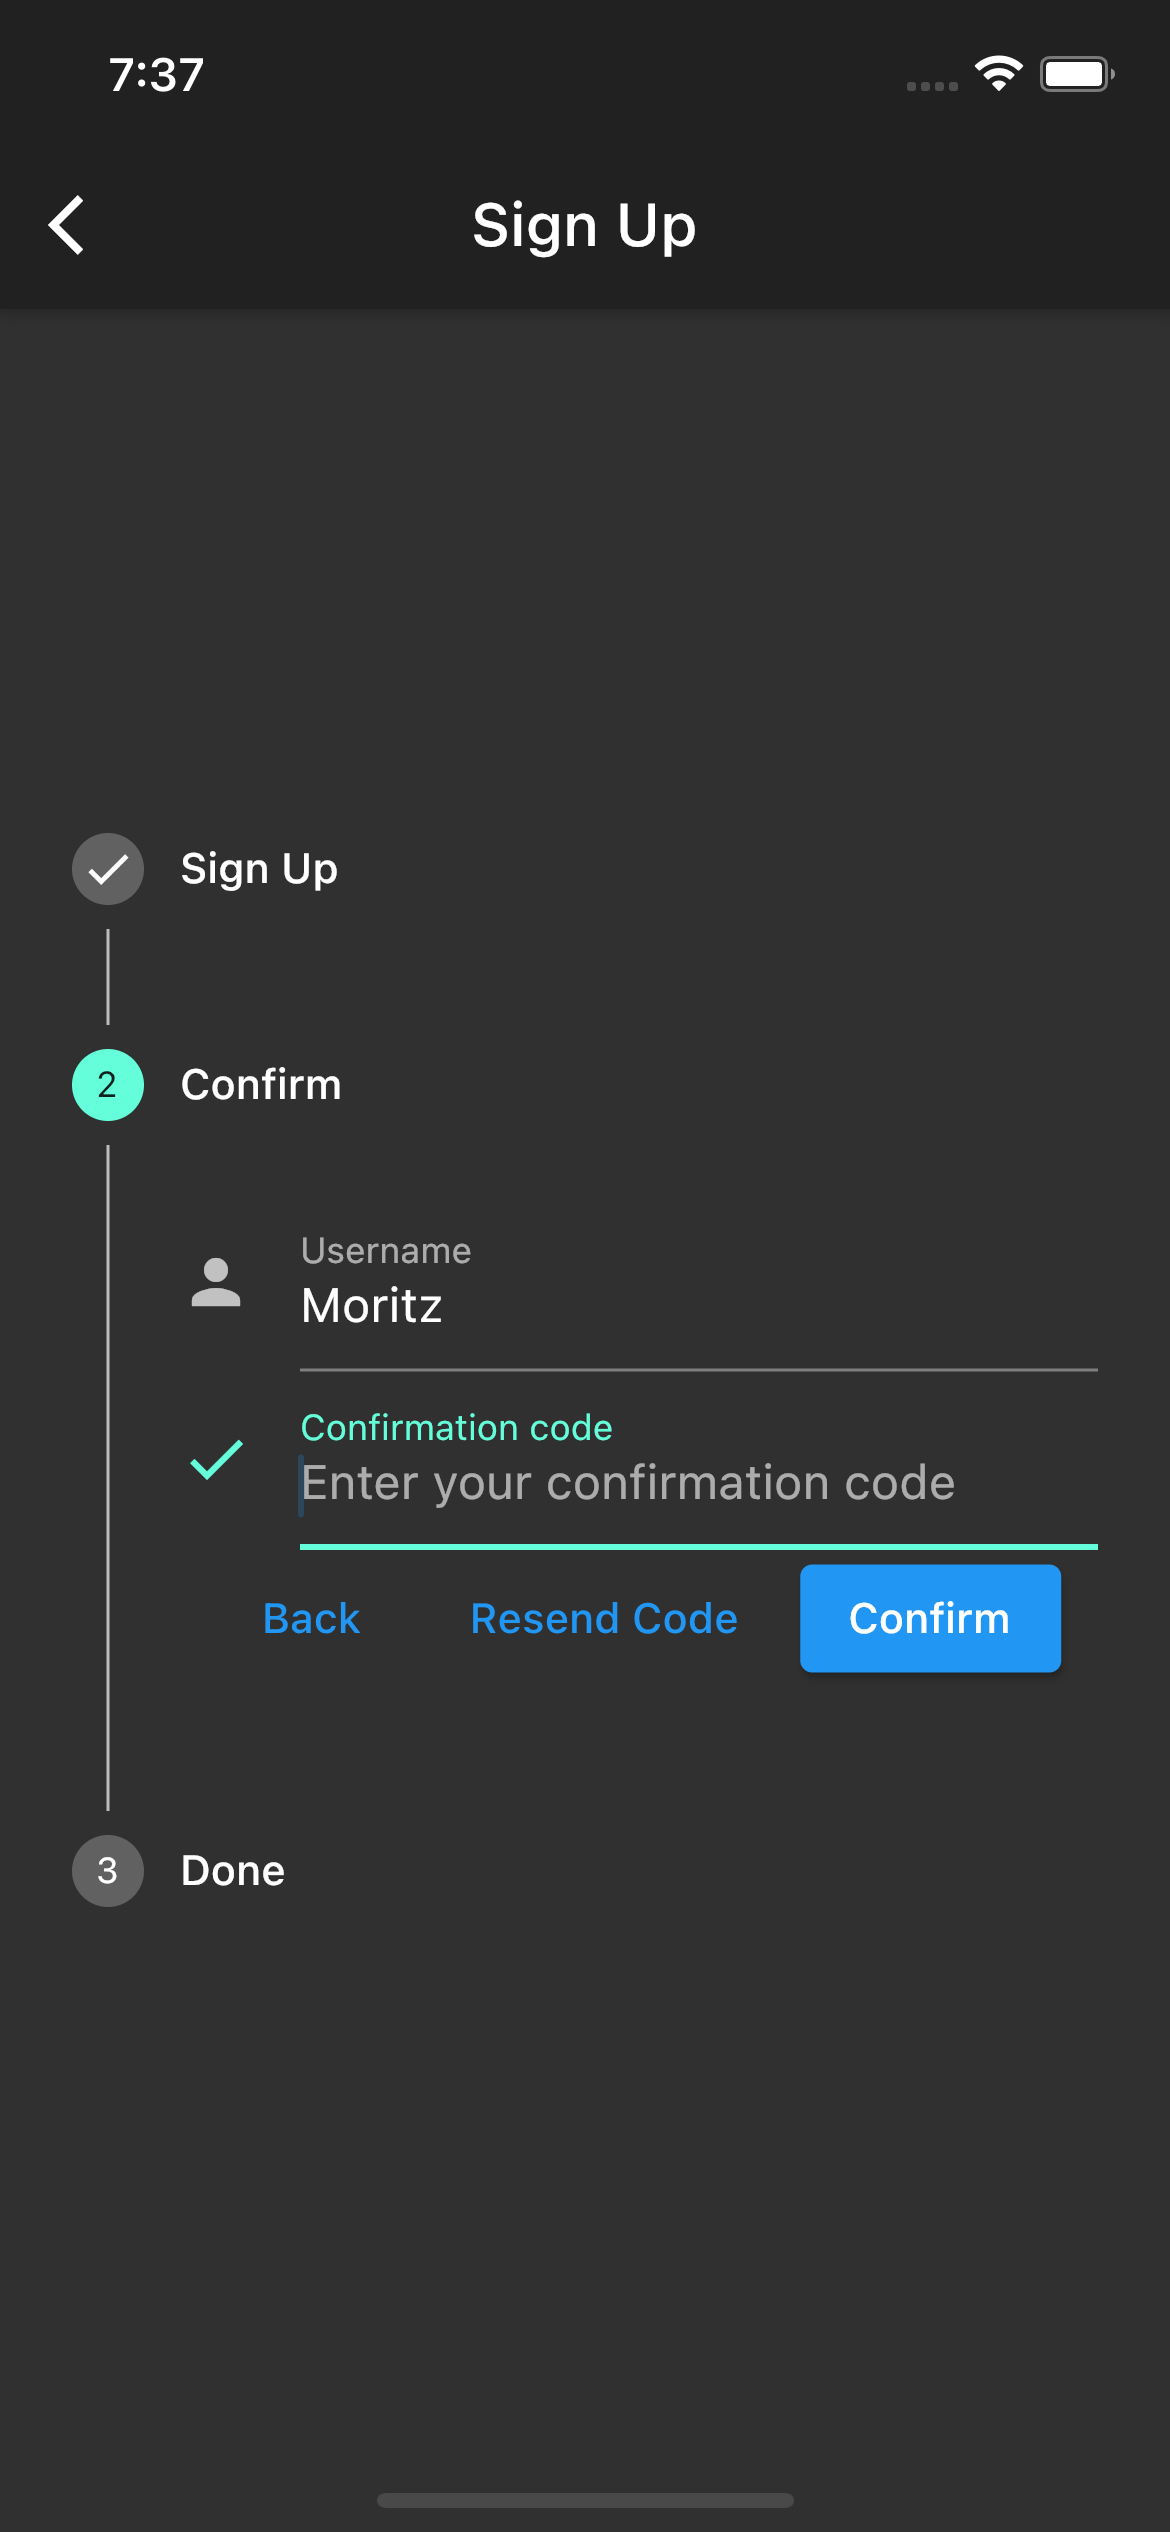 7:37
Sign Up
Sign Up
2 Confirm
Username
Moritz
Confirmation code
Enter your confirmation code
Back Resend Code Confirm
3 Done